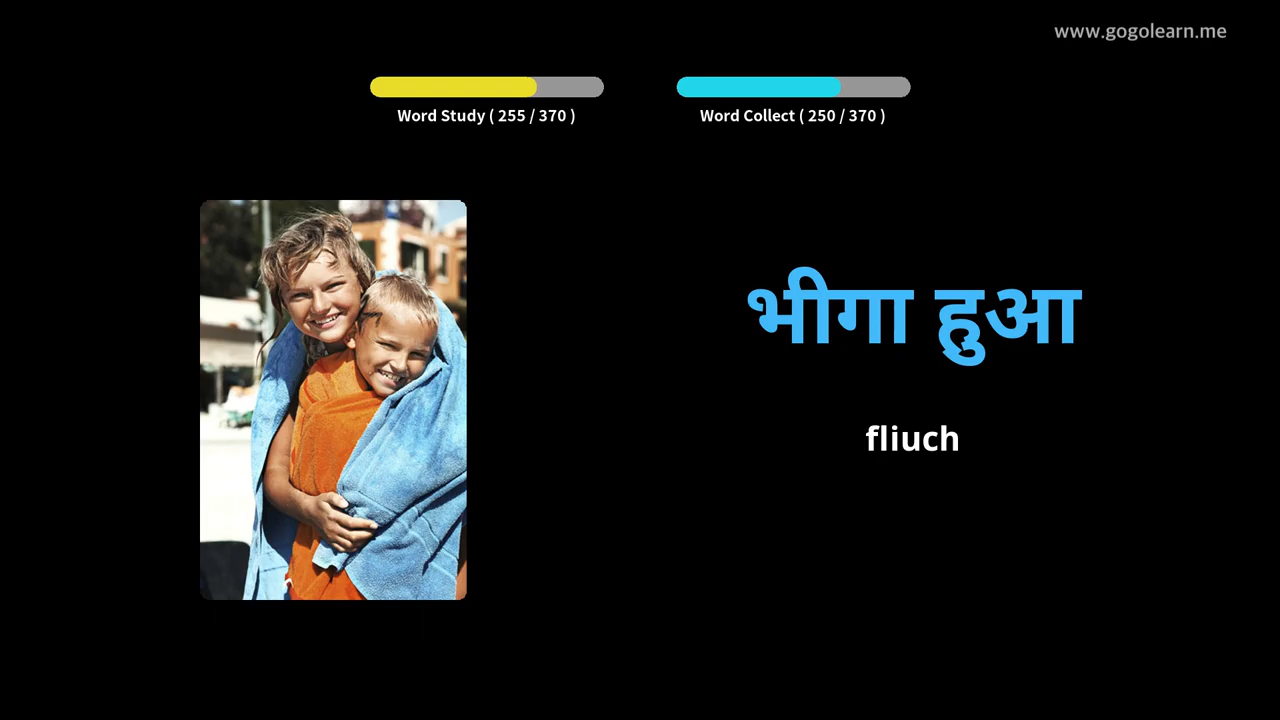 www.gogolearn.me
Word Study ( 255 / 370 )
Word Collect ( 250 / 370 )
भीगा हुआ
fliuch